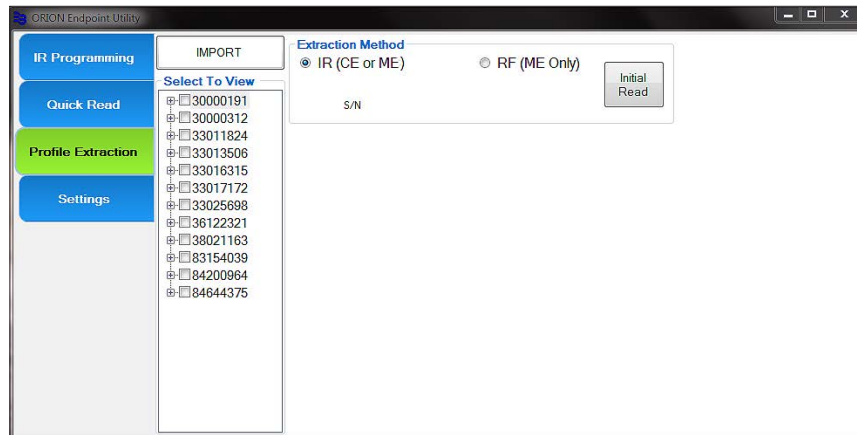 ORION Endpoint Utility
IR Programming
Quick Read
Profile Extraction
Settings
IMPORT
Select To View
30000191
30000312
33011824
33013506
33016315
33017172
33025698
36122321
38021163
83154039
84200964
84644375
Extraction Method
IR (CE or ME)
RF (ME Only)
S/N
Initial
Read